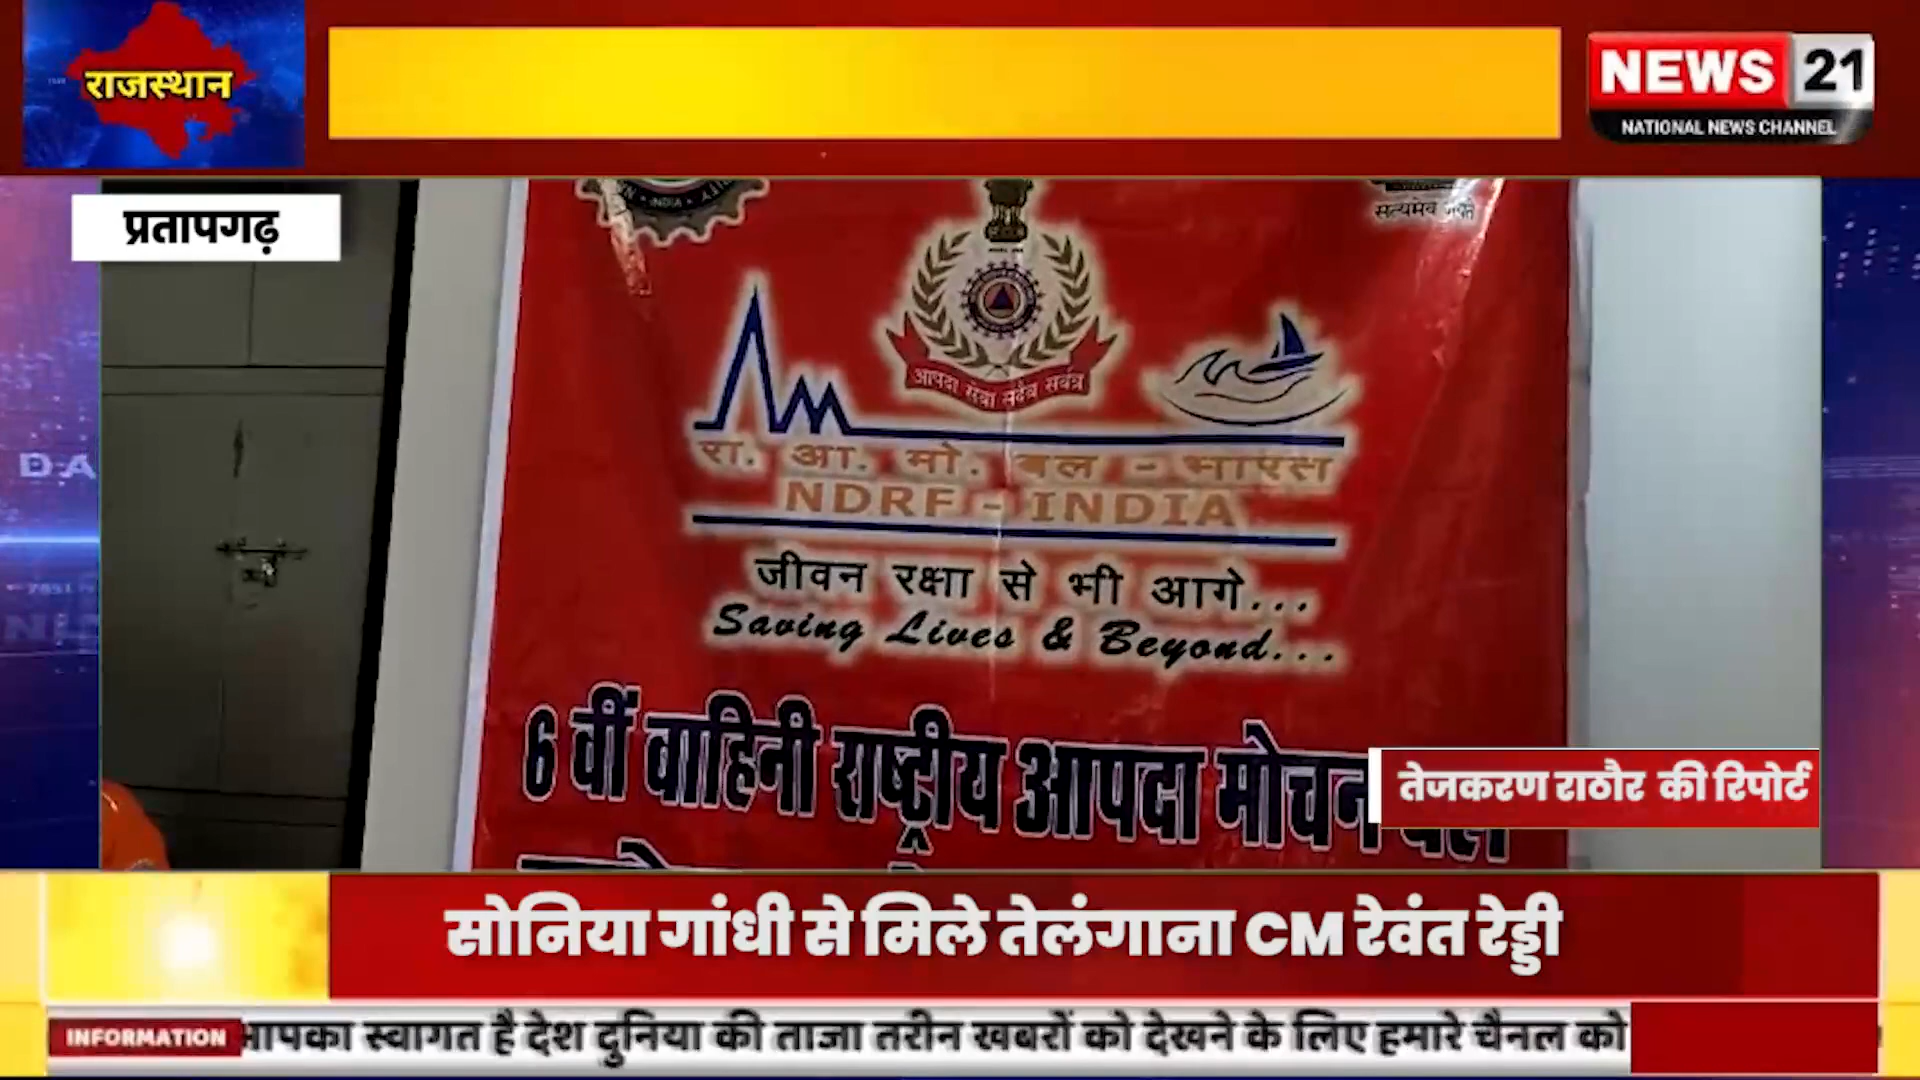 राजस्थान
NEWS 21
NATIONAL NEWS CHANNEL
प्रतापगढ़
INDIA
सत्यमेव जयते
आपदा सेवा सदैव सर्वत्र
रा. आ. मो. बल - भारत
NDRF - INDIA
जीवन रक्षा से भी आगे...
Saving Lives & Beyond...
6 वीं वाहिनी राष्ट्रीय आपदा मोचन बल
तेजकरण राठौर की रिपोर्ट
सोनिया गांधी से मिले तेलंगाना CM रेवंत रेड्डी
INFORMATION
आपका स्वागत है देश दुनिया की ताजा तरीन खबरों को देखने के लिए हमारे चैनल को